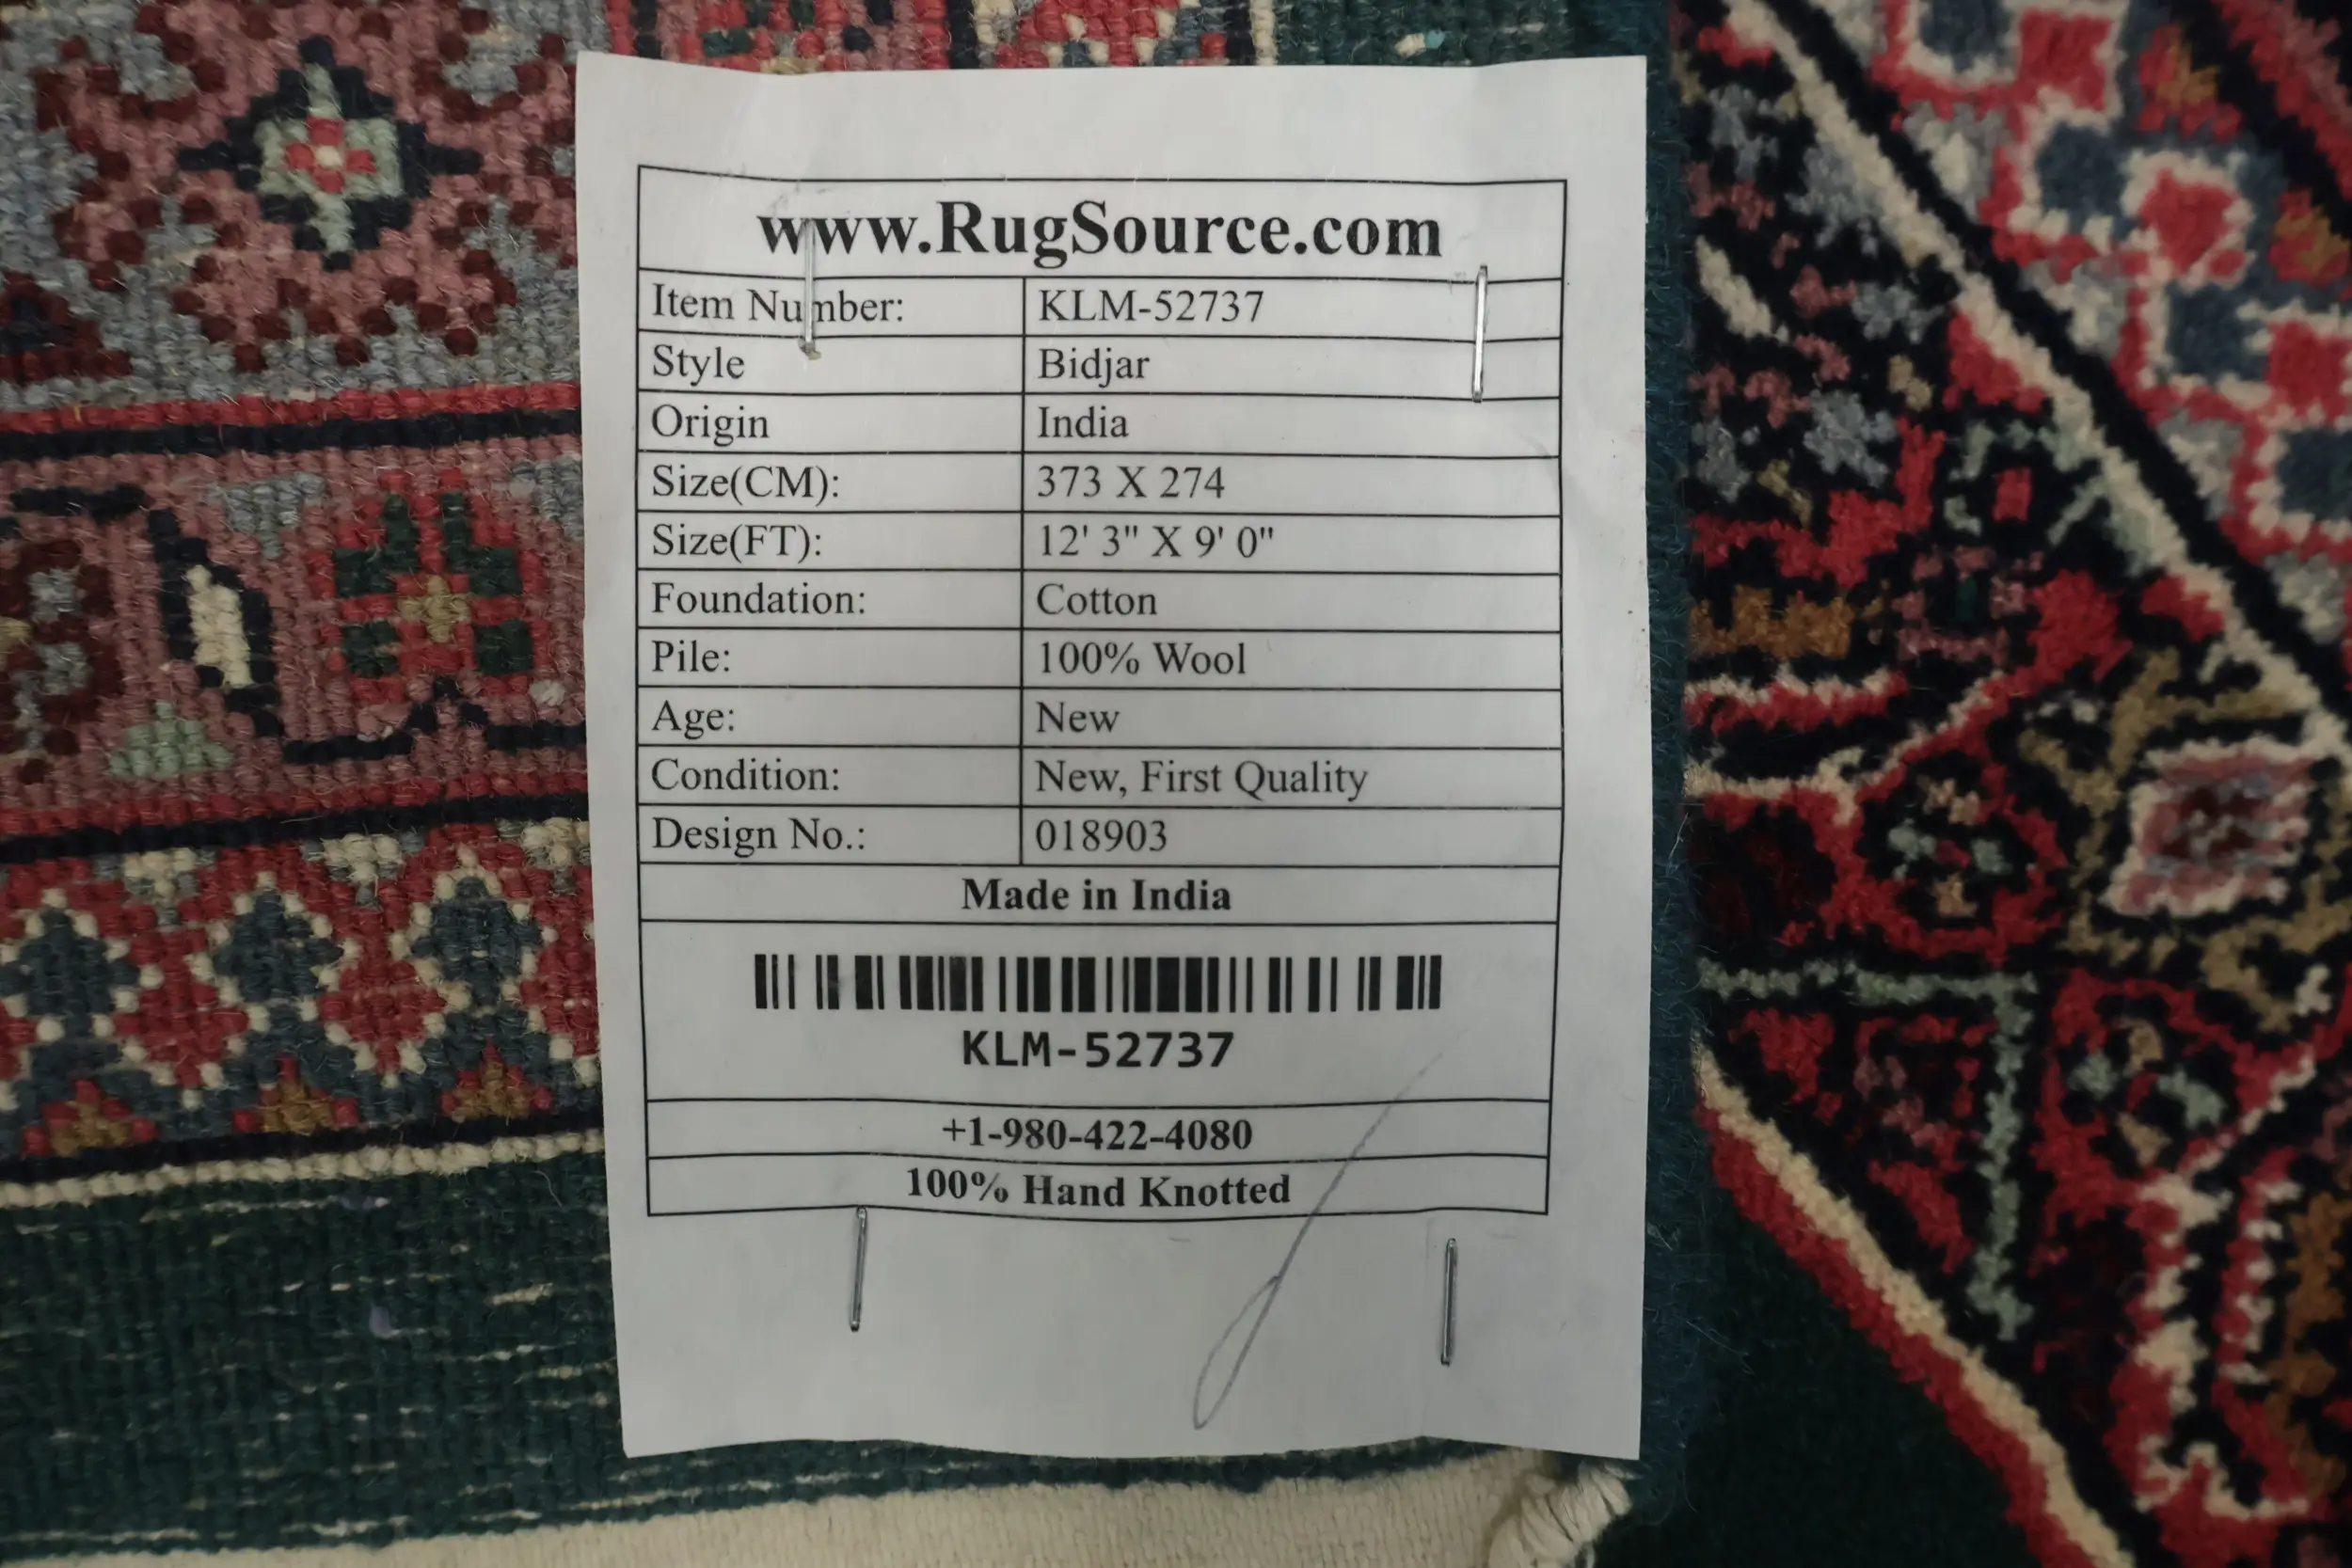 www.RugSource.com
Item Number: KLM-52737
Style Bidjar
Origin India
Size(CM): 373 X 274
Size(FT): 12' 3" X 9' 0"
Foundation: Cotton
Pile: 100% Wool
Age: New
Condition: New, First Quality
Design No.: 018903
Made in India
KLM-52737
+1-980-422-4080
100% Hand Knotted